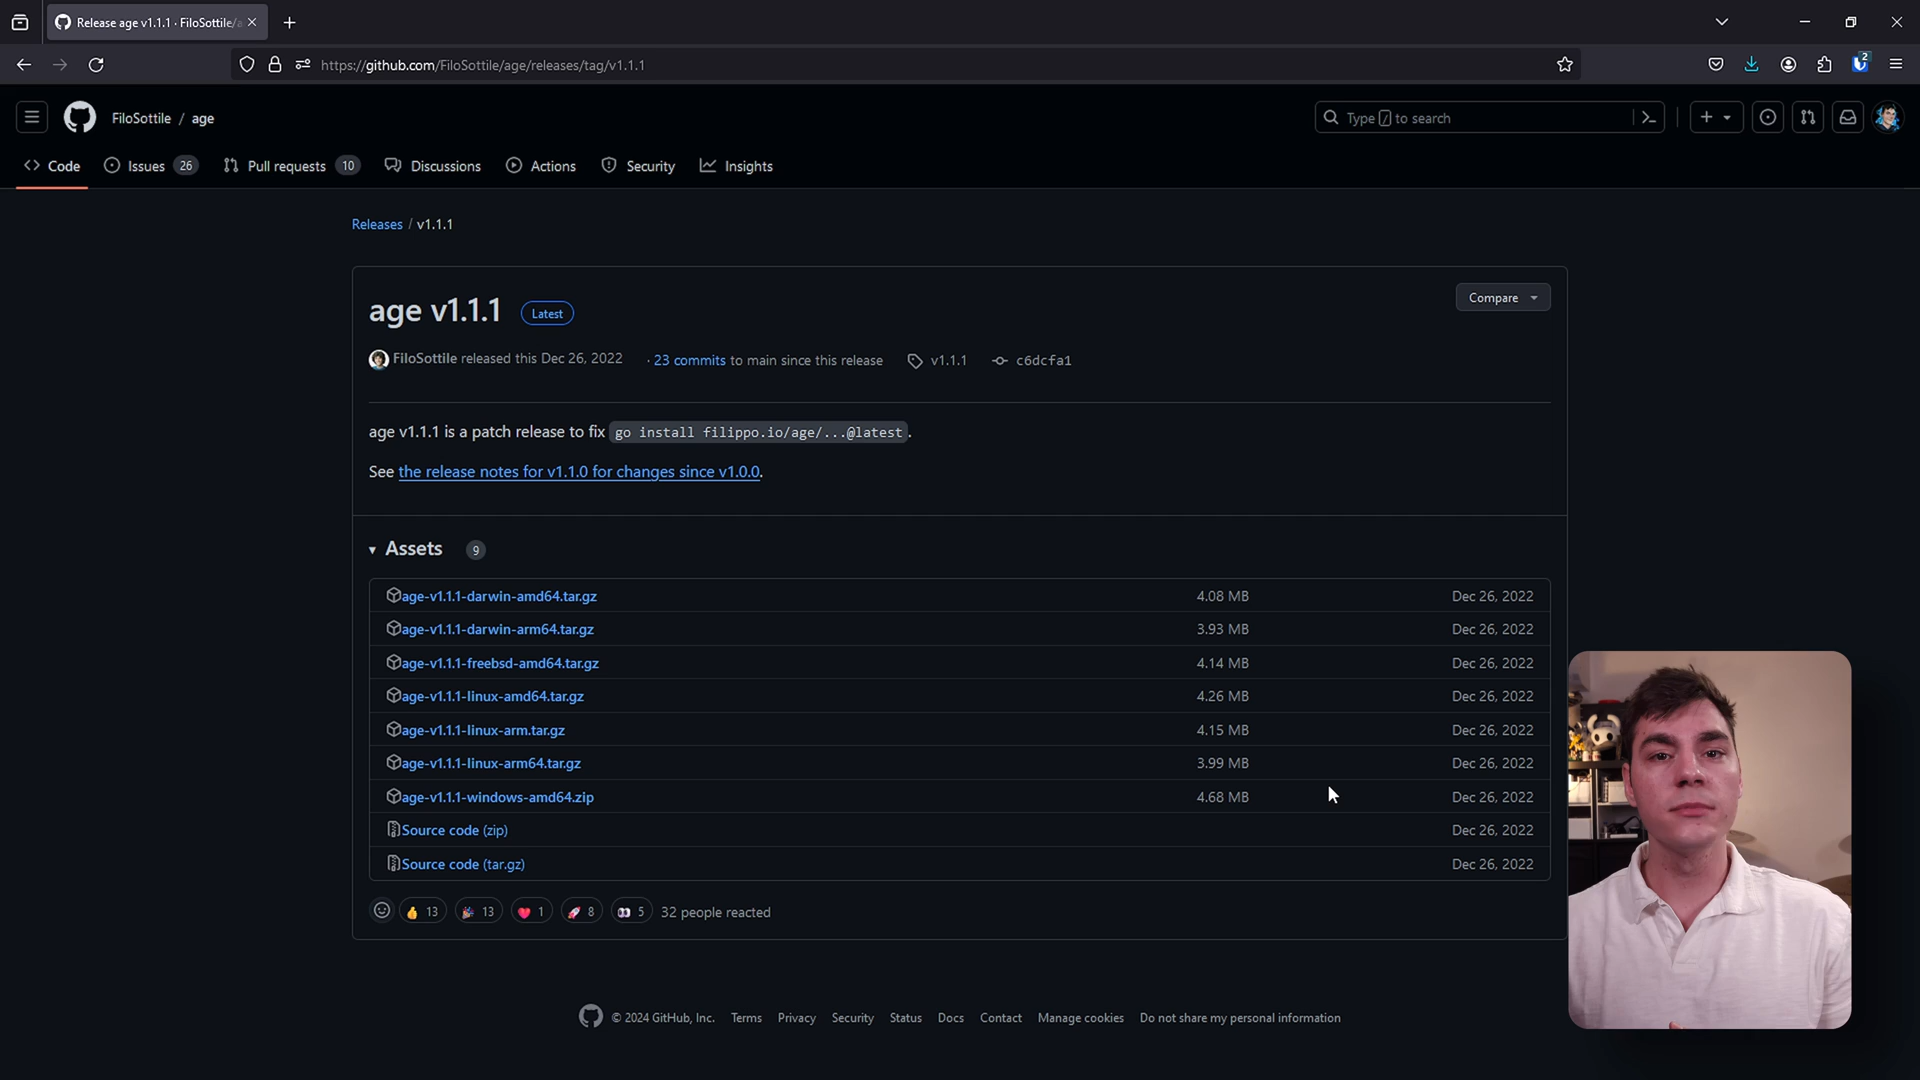 Release age v1.1.1 · FiloSottile/a
https://github.com/FiloSottile/age/releases/tag/v1.1.1
2
FiloSottile / age
Type / to search
Code
Issues 26
Pull requests 10
Discussions
Actions
Security
Insights
Releases / v1.1.1
age v1.1.1 Latest
Compare
FiloSottile released this Dec 26, 2022 · 23 commits to main since this release v1.1.1 c6dcfa1
age v1.1.1 is a patch release to fix go install filippo.io/age/...@latest.
See the release notes for v1.1.0 for changes since v1.0.0.
Assets 9
age-v1.1.1-darwin-amd64.tar.gz 4.08 MB Dec 26, 2022
age-v1.1.1-darwin-arm64.tar.gz 3.93 MB Dec 26, 2022
age-v1.1.1-freebsd-amd64.tar.gz 4.14 MB Dec 26, 2022
age-v1.1.1-linux-amd64.tar.gz 4.26 MB Dec 26, 2022
age-v1.1.1-linux-arm.tar.gz 4.15 MB Dec 26, 2022
age-v1.1.1-linux-arm64.tar.gz 3.99 MB Dec 26, 2022
age-v1.1.1-windows-amd64.zip 4.68 MB Dec 26, 2022
Source code (zip) Dec 26, 2022
Source code (tar.gz) Dec 26, 2022
👍 13 🎉 13 ❤️ 1 🚀 8 👀 5 32 people reacted
© 2024 GitHub, Inc. Terms Privacy Security Status Docs Contact Manage cookies Do not share my personal information